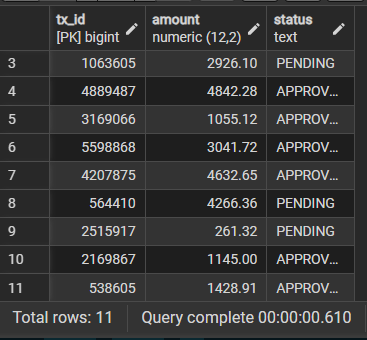 tx_id amount status
[PK] bigint numeric (12,2) text
3 1063605 2926.10 PENDING
4 4889487 4842.28 APPROV...
5 3169066 1055.12 APPROV...
6 5598868 3041.72 APPROV...
7 4207875 4632.65 APPROV...
8 564410 4266.36 PENDING
9 2515917 261.32 PENDING
10 2169867 1145.00 APPROV...
11 538605 1428.91 APPROV...
Total rows: 11 Query complete 00:00:00.610